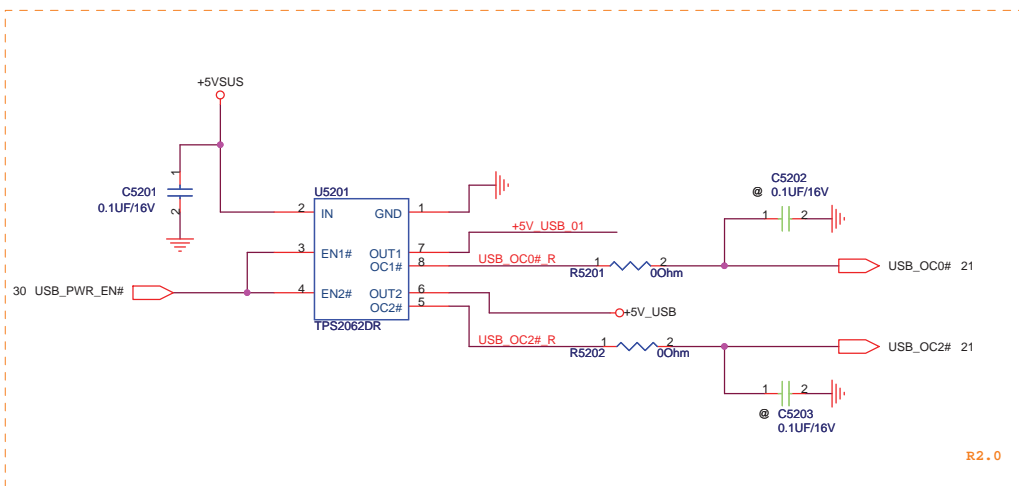 +5VSUS
C5201
0.1UF/16V
1
2
U5201
2 IN
GND 1
3 EN1#
OUT1 7
OC1# 8
4 EN2#
OUT2 6
OC2# 5
TPS2062DR
30 USB_PWR_EN#
+5V_USB_01
USB_OC0#_R
R5201
1
2
0Ohm
C5202
@ 0.1UF/16V
1
2
USB_OC0# 21
+5V_USB
USB_OC2#_R
R5202
1
2
0Ohm
USB_OC2# 21
1
2
@ C5203
0.1UF/16V
R2.0